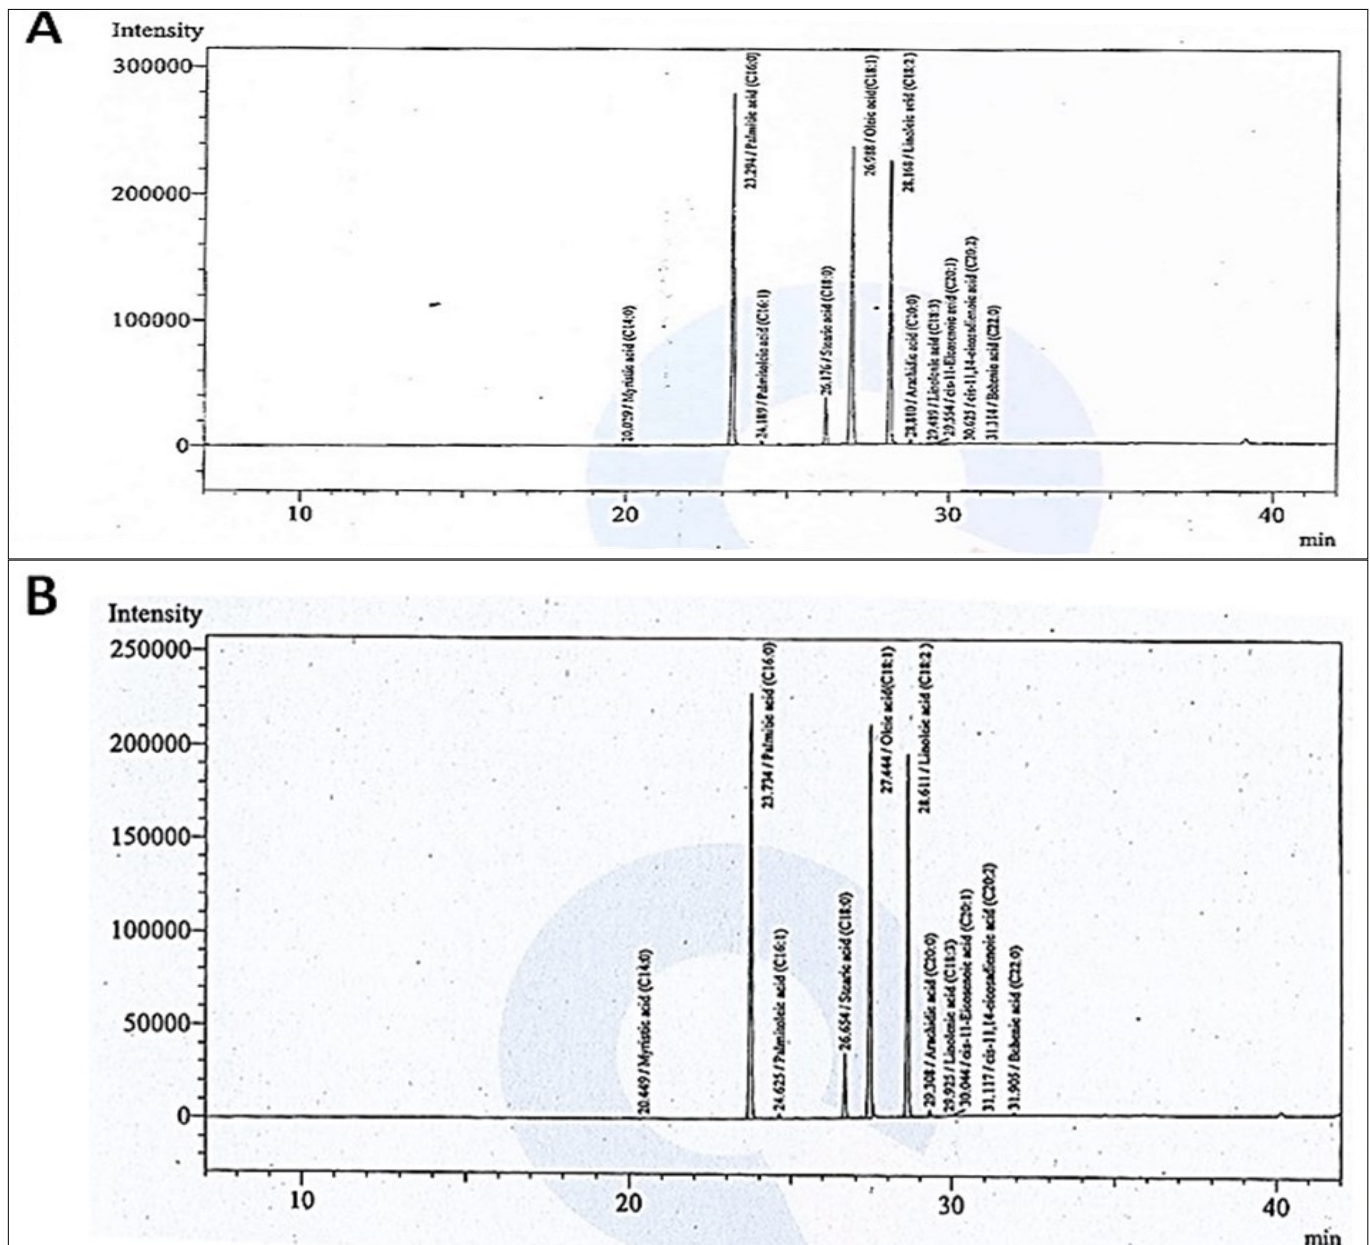 A
Intensity
300000
200000
100000
0
10
20
30
40
min
20.029 / Myristic acid (C14:0)
23.294 / Palmitic acid (C16:0)
24.189 / Palmitoleic acid (C16:1)
26.176 / Stearic acid (C18:0)
26.988 / Oleic acid(C18:1)
28.168 / Linoleic acid (C18:2)
28.810 / Arachidic acid (C20:0)
29.489 / Linolenic acid (C18:3)
29.554 / cis-11-Eicosenoic acid (C20:1)
30.625 / cis-11,14-eicosadienoic acid (C20:2)
31.314 / Behenic acid (C22:0)
B
Intensity
250000
200000
150000
100000
50000
0
10
20
30
40
min
20.449 / Myristic acid (C14:0)
23.734 / Palmitic acid (C16:0)
24.625 / Palmitoleic acid (C16:1)
26.654 / Stearic acid (C18:0)
27.444 / Oleic acid(C18:1)
28.611 / Linoleic acid (C18:2 )
29.308 / Arachidic acid (C20:0)
29.925 / Linolenic acid (C18:3)
30.044 / cis-11-Eicosenoic acid (C20:1)
31.117 / cis-11,14-eicosadienoic acid (C20:2)
31.905 / Behenic acid (C22:0)